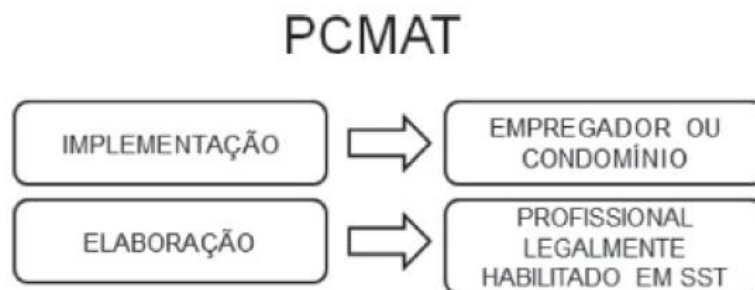 PCMAT
IMPLEMENTAÇÃO
EMPREGADOR OU
CONDOMÍNIO
ELABORAÇÃO
PROFISSIONAL
LEGALMENTE
HABILITADO EM SST